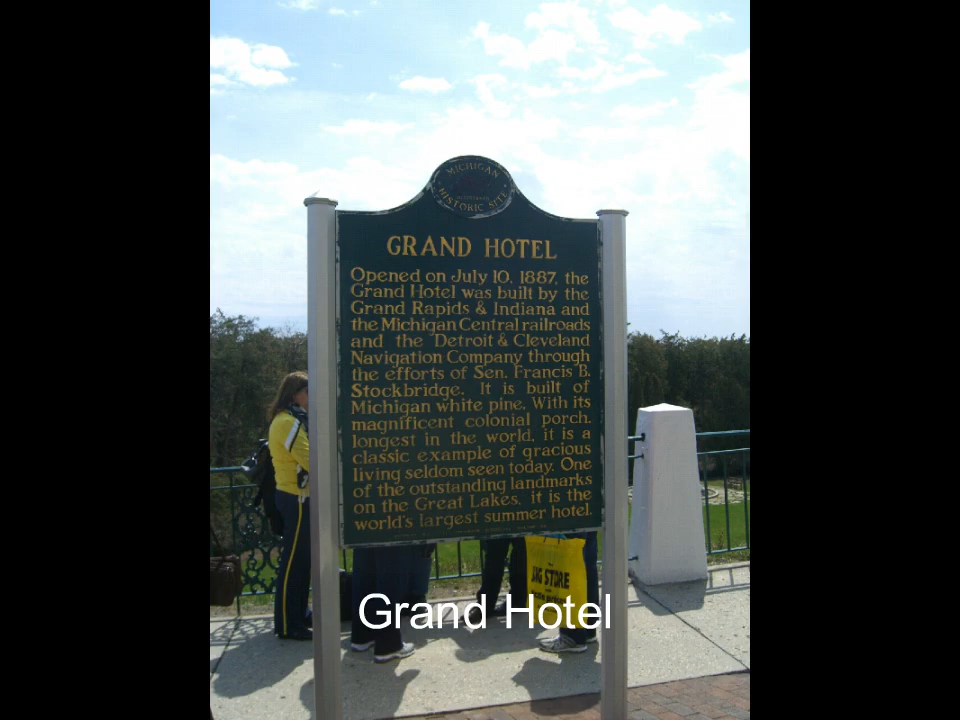 MICHIGAN
HISTORIC SITE
GRAND HOTEL
Opened on July 10, 1887, the
Grand Hotel was built by the
Grand Rapids & Indiana and
the Michigan Central railroads
and the Detroit & Cleveland
Navigation Company through
the efforts of Sen. Francis B.
Stockbridge. It is built of
Michigan white pine. With its
magnificent colonial porch,
longest in the world, it is a
classic example of gracious
living seldom seen today. One
of the outstanding landmarks
on the Great Lakes, it is the
world's largest summer hotel.
STORE
Grand Hotel